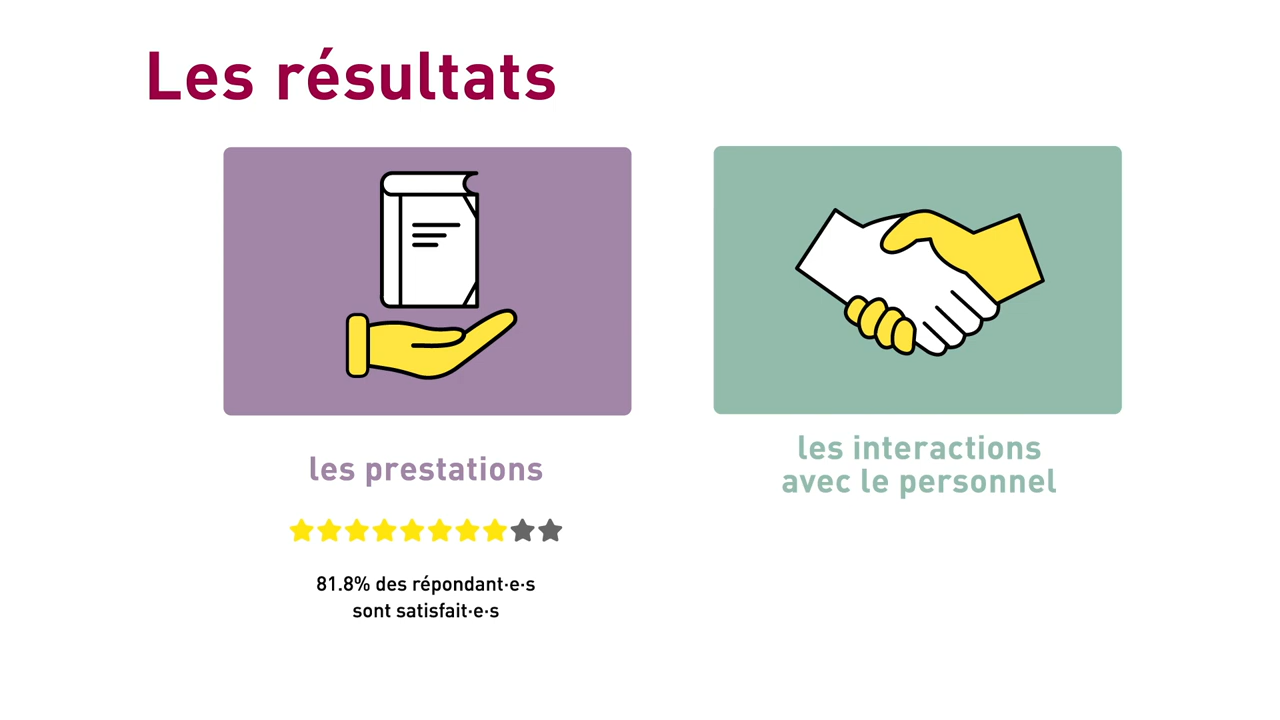 Les résultats
les prestations
81.8% des répondant·e·s
sont satisfait·e·s
les interactions
avec le personnel